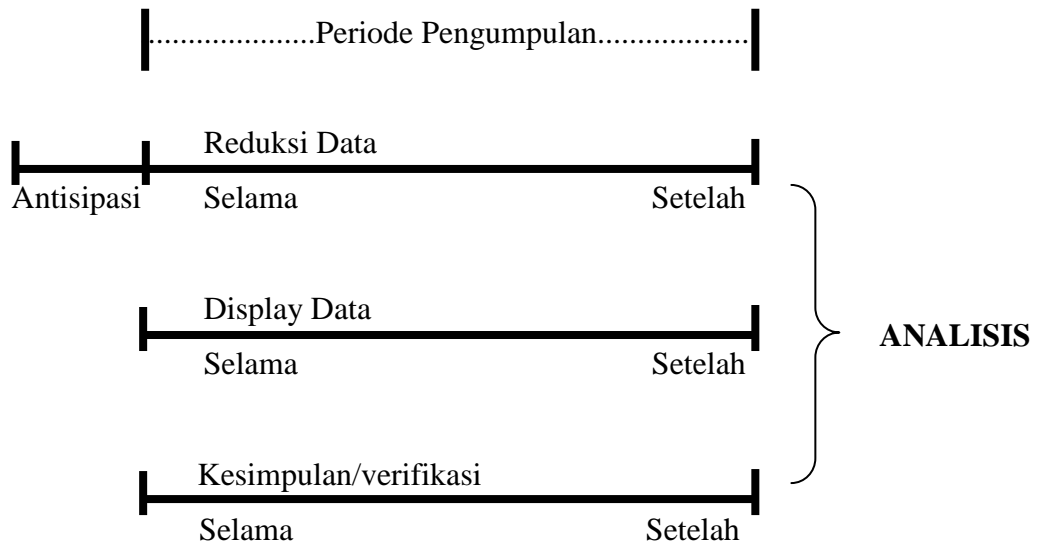 ....................Periode Pengumpulan..................
Reduksi Data
Antisipasi Selama Setelah
Display Data
Selama Setelah
ANALISIS
Kesimpulan/verifikasi
Selama Setelah